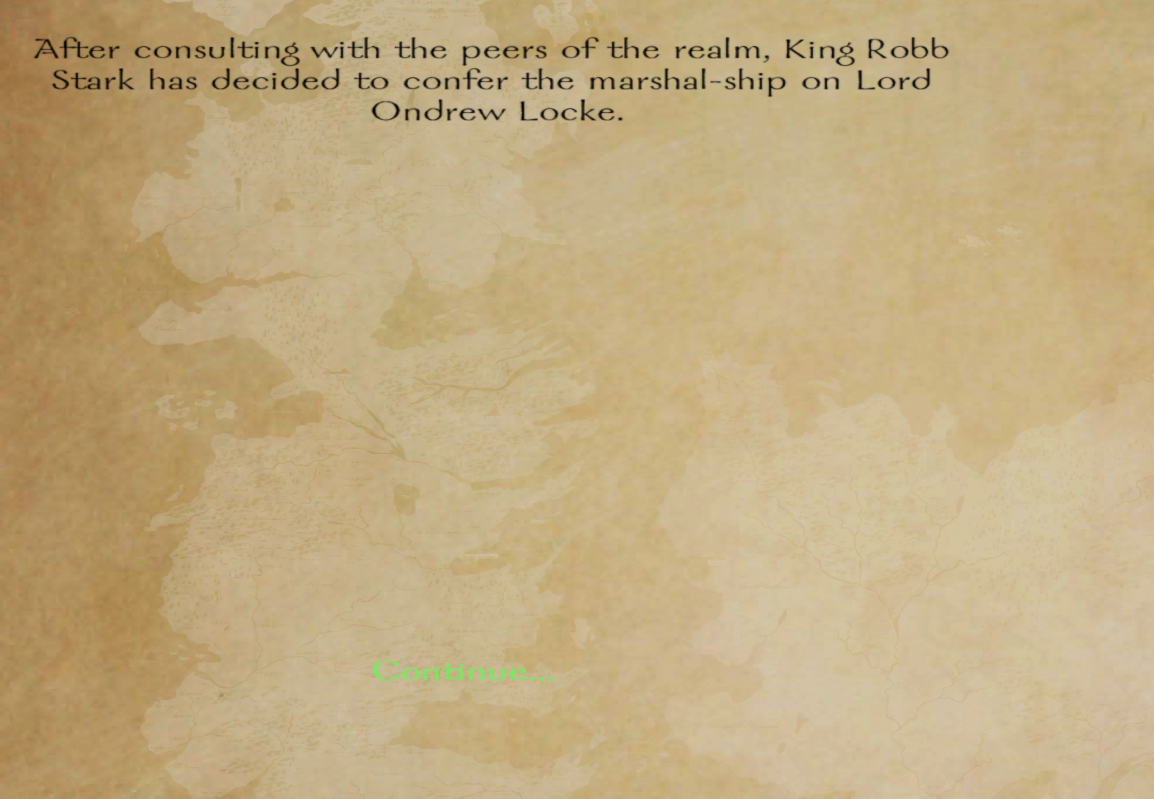 After consulting with the peers of the realm, King Robb
Stark has decided to confer the marshal-ship on Lord
Ondrew Locke.
Continue...